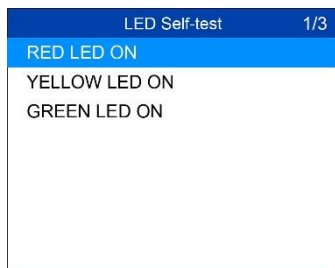 LED Self-test 1/3
RED LED ON
YELLOW LED ON
GREEN LED ON